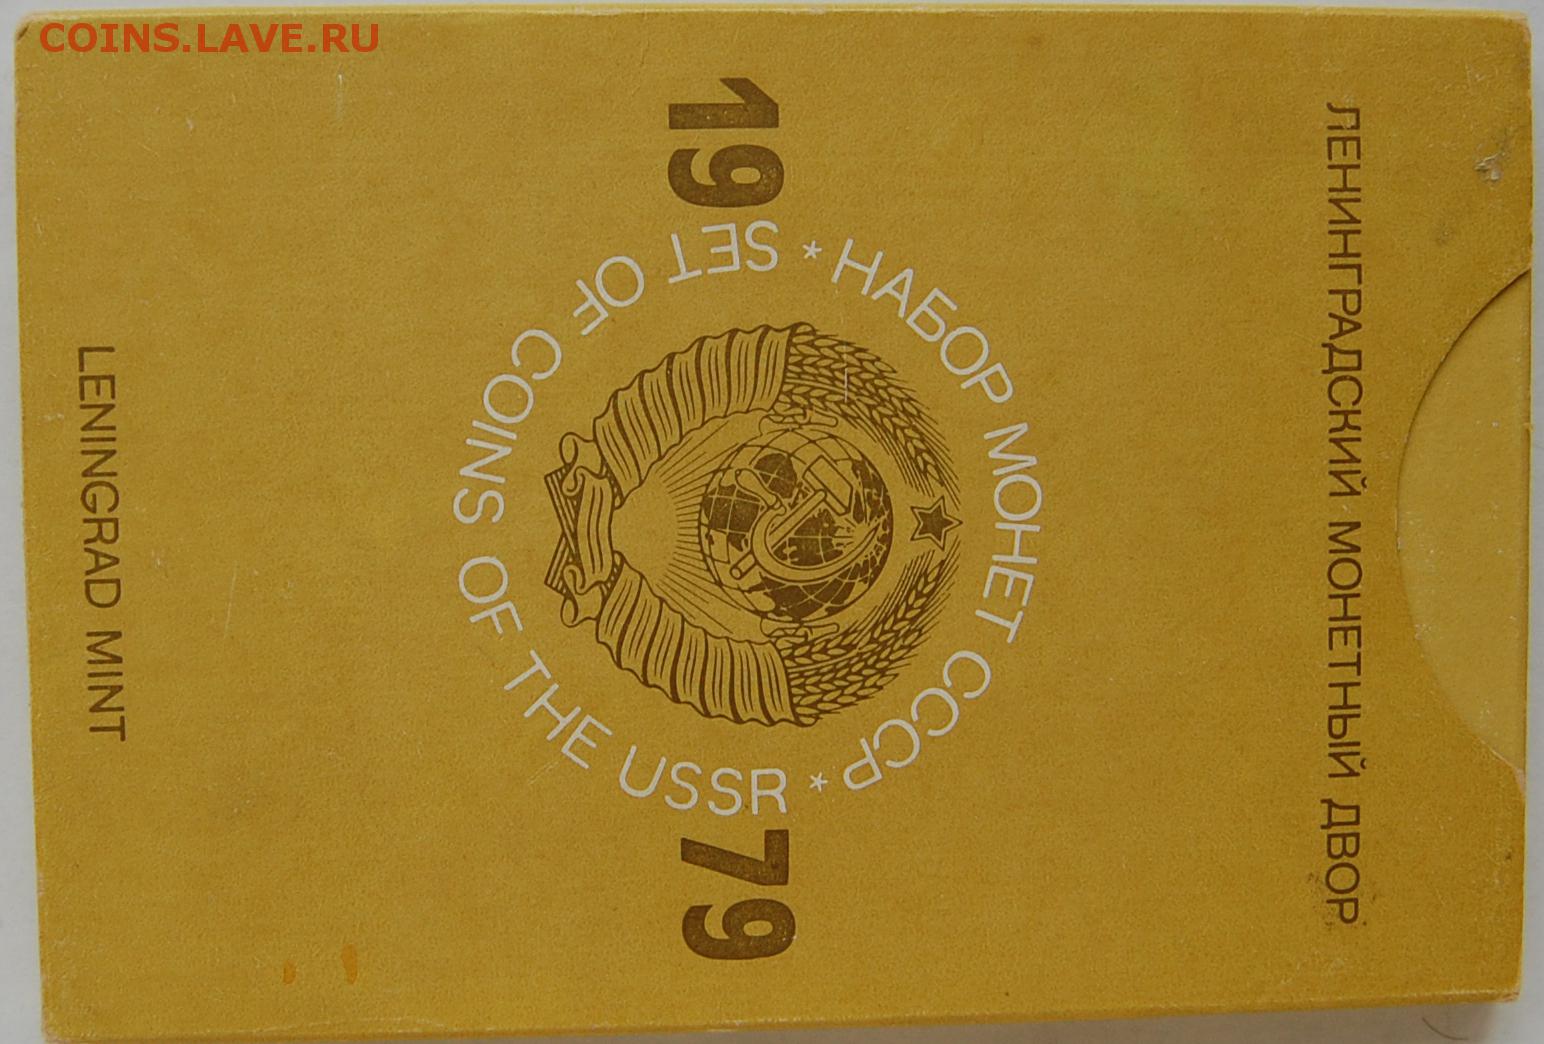 COINS.LAVE.RU
ЛЕНИНГРАДСКИЙ МОНЕТНЫЙ ДВОР
* НАБОР МОНЕТ СССР *
19 79
SET OF COINS OF THE USSR
LENINGRAD MINT